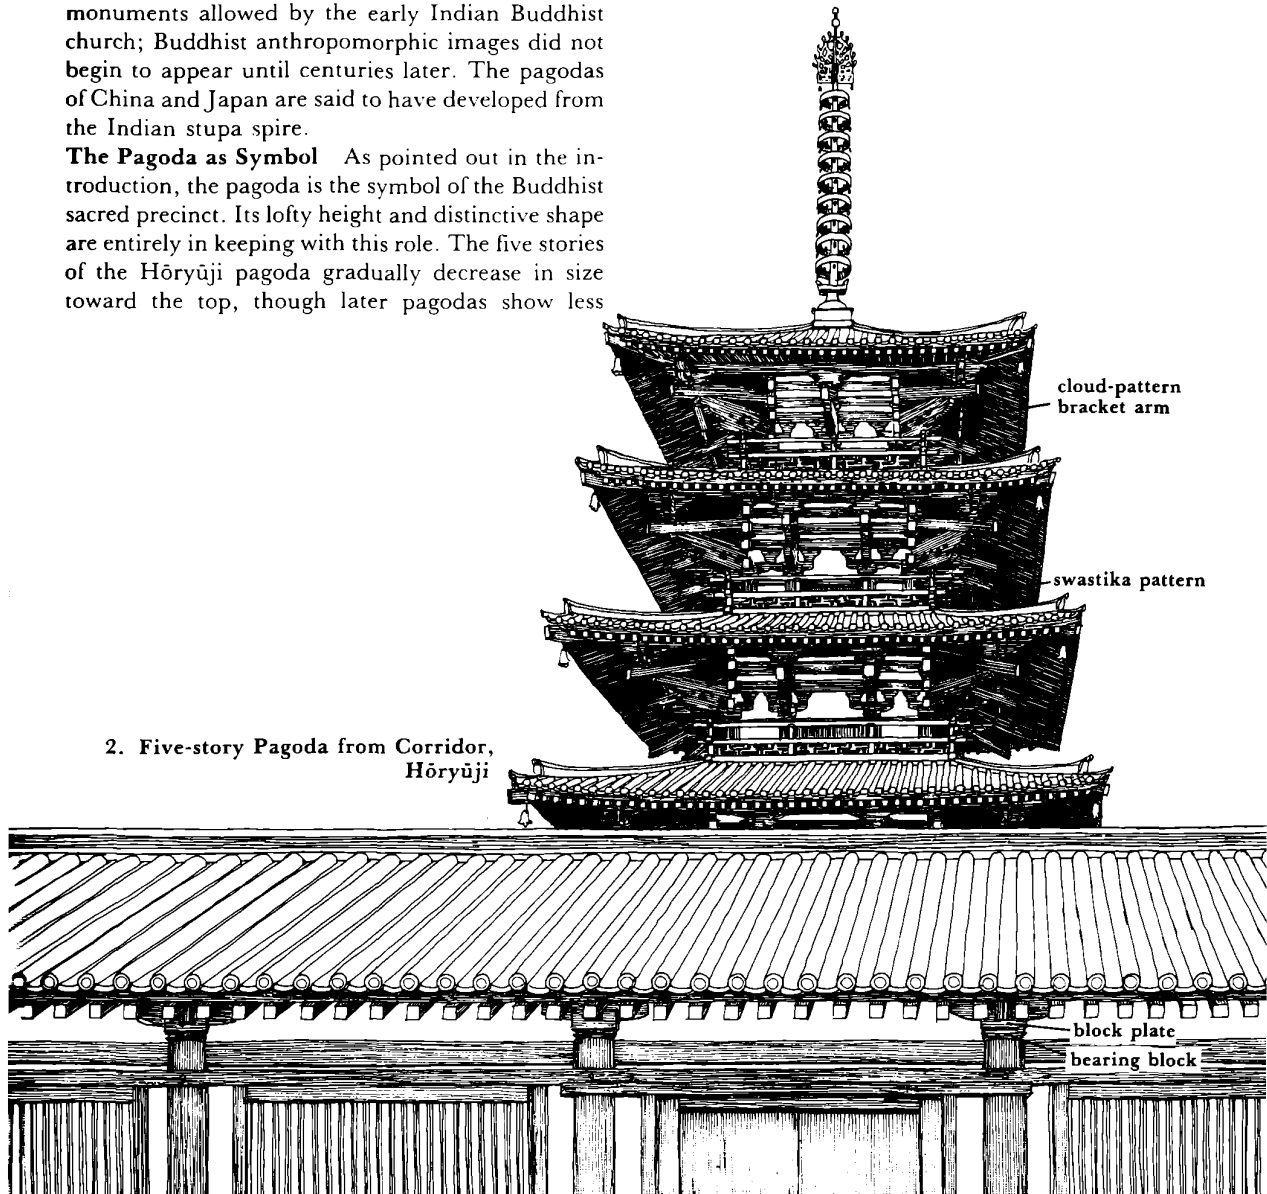 monuments allowed by the early Indian Buddhist
church; Buddhist anthropomorphic images did not
begin to appear until centuries later. The pagodas
of China and Japan are said to have developed from
the Indian stupa spire.
The Pagoda as Symbol As pointed out in the in-
troduction, the pagoda is the symbol of the Buddhist
sacred precinct. Its lofty height and distinctive shape
are entirely in keeping with this role. The five stories
of the Hōryūji pagoda gradually decrease in size
toward the top, though later pagodas show less
cloud-pattern
bracket arm
swastika pattern
2. Five-story Pagoda from Corridor,
Hōryūji
block plate
bearing block